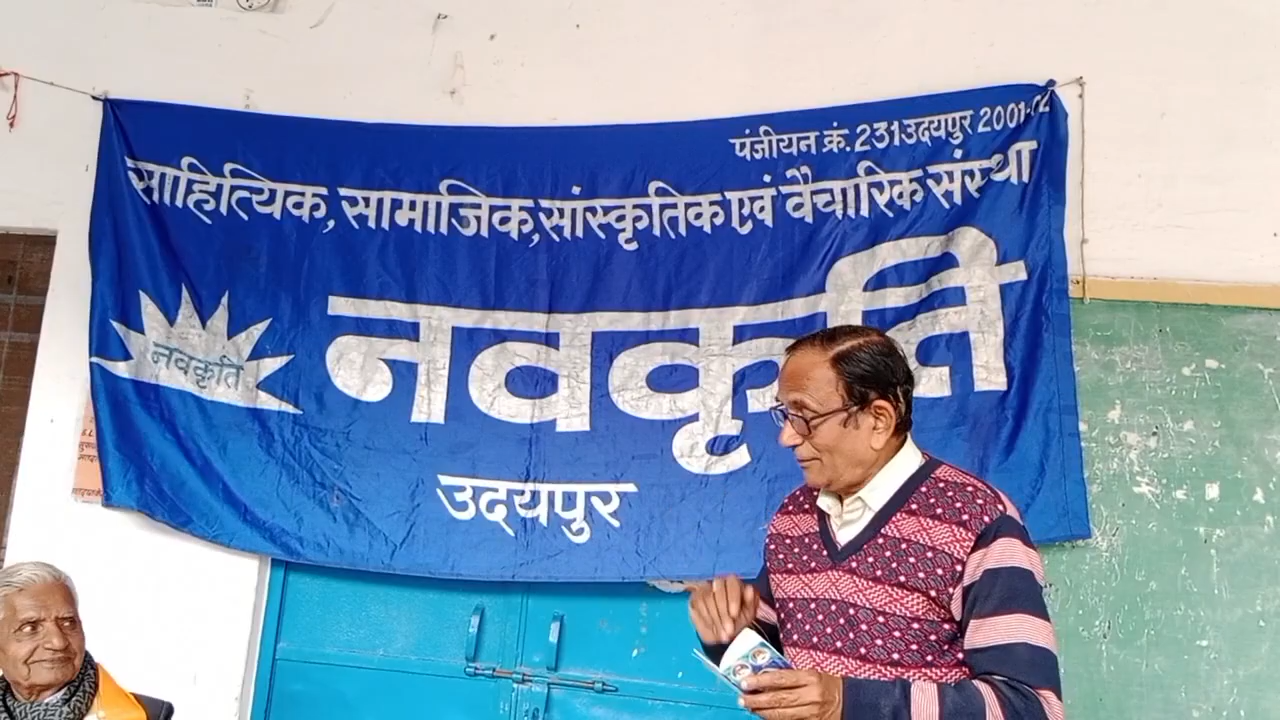 पंजीयन क्रं. 231 उदयपुर 2001-02
साहित्यिक, सामाजिक, सांस्कृतिक एवं वैचारिक संस्था
नवकृति
नवकृति
उदयपुर